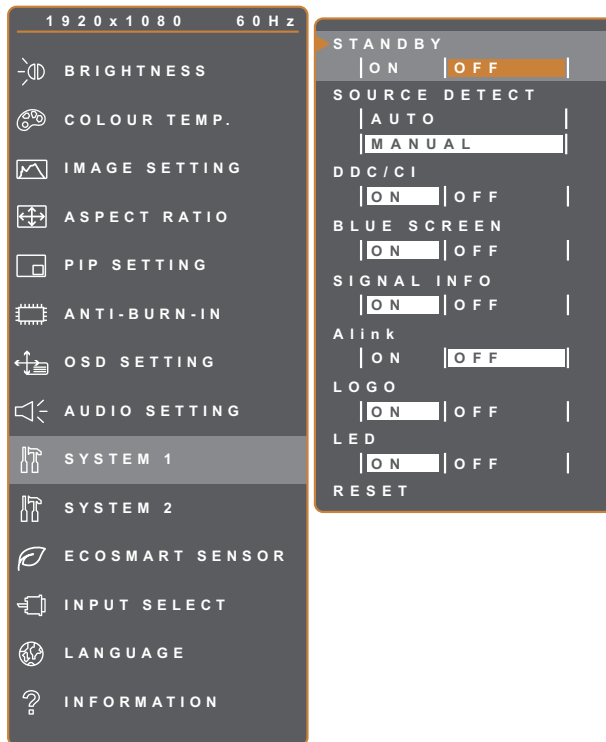 1920x1080 60Hz
BRIGHTNESS
COLOUR TEMP.
IMAGE SETTING
ASPECT RATIO
PIP SETTING
ANTI-BURN-IN
OSD SETTING
AUDIO SETTING
SYSTEM 1
SYSTEM 2
ECOSMART SENSOR
INPUT SELECT
LANGUAGE
INFORMATION
STANDBY
ON OFF
SOURCE DETECT
AUTO
MANUAL
DDC/CI
ON OFF
BLUE SCREEN
ON OFF
SIGNAL INFO
ON OFF
Alink
ON OFF
LOGO
ON OFF
LED
ON OFF
RESET